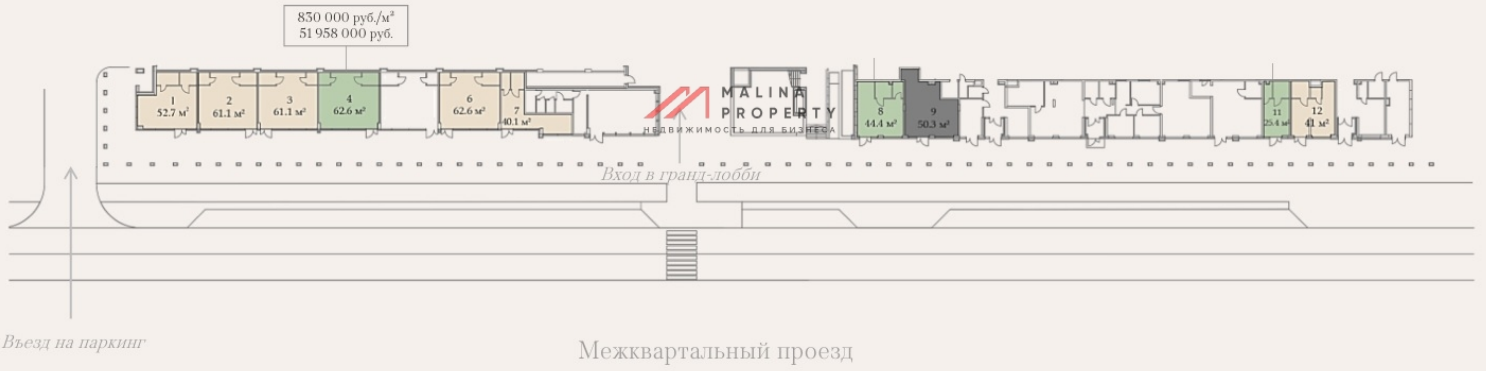 830 000 руб./м²
51 958 000 руб.
1
52.7 м²
2
61.1 м²
3
61.1 м²
4
62.6 м²
6
62.6 м²
7
40.1 м²
MALINA
PROPERTY
НЕДВИЖИМОСТЬ ДЛЯ БИЗНЕСА
8
44.4 м²
9
50.3 м²
11
25.4 м²
12
41 м²
Вход в гранд-лобби
Въезд на паркинг
Межквартальный проезд